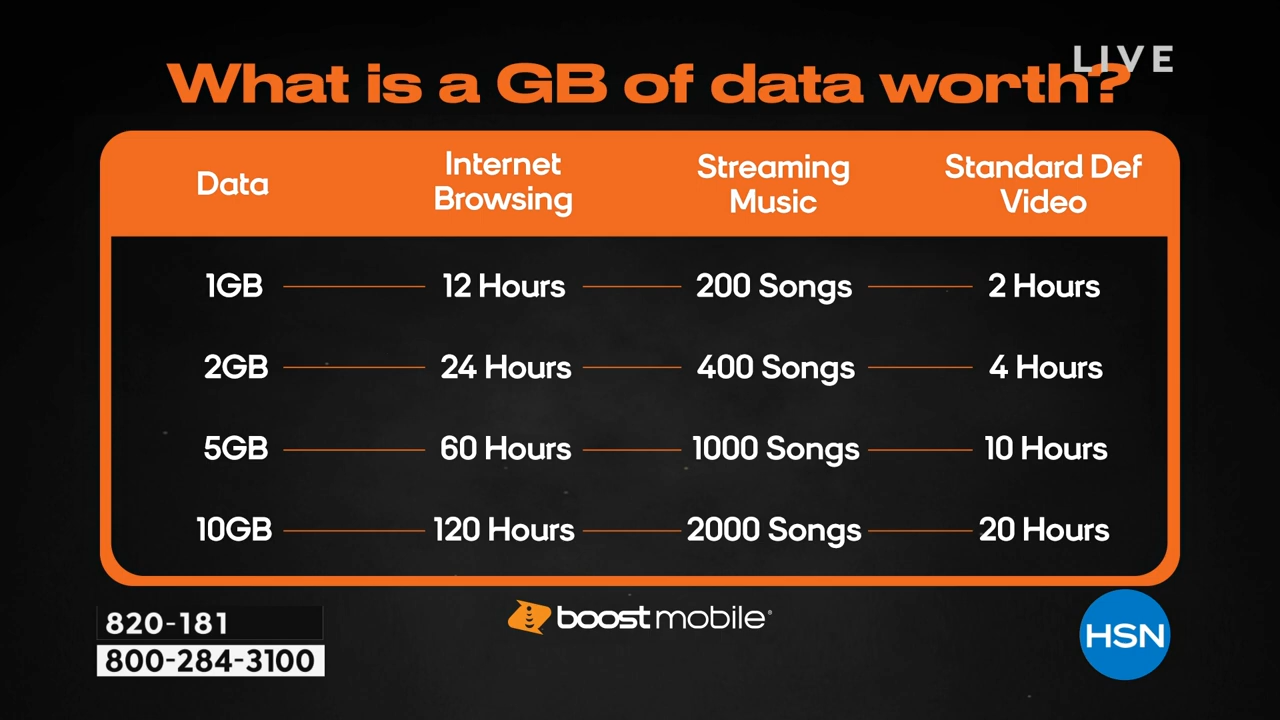 LIVE
What is a GB of data worth?
Data
Internet
Browsing
Streaming
Music
Standard Def
Video
1GB 12 Hours 200 Songs 2 Hours
2GB 24 Hours 400 Songs 4 Hours
5GB 60 Hours 1000 Songs 10 Hours
10GB 120 Hours 2000 Songs 20 Hours
820-181
800-284-3100
boost mobile
HSN